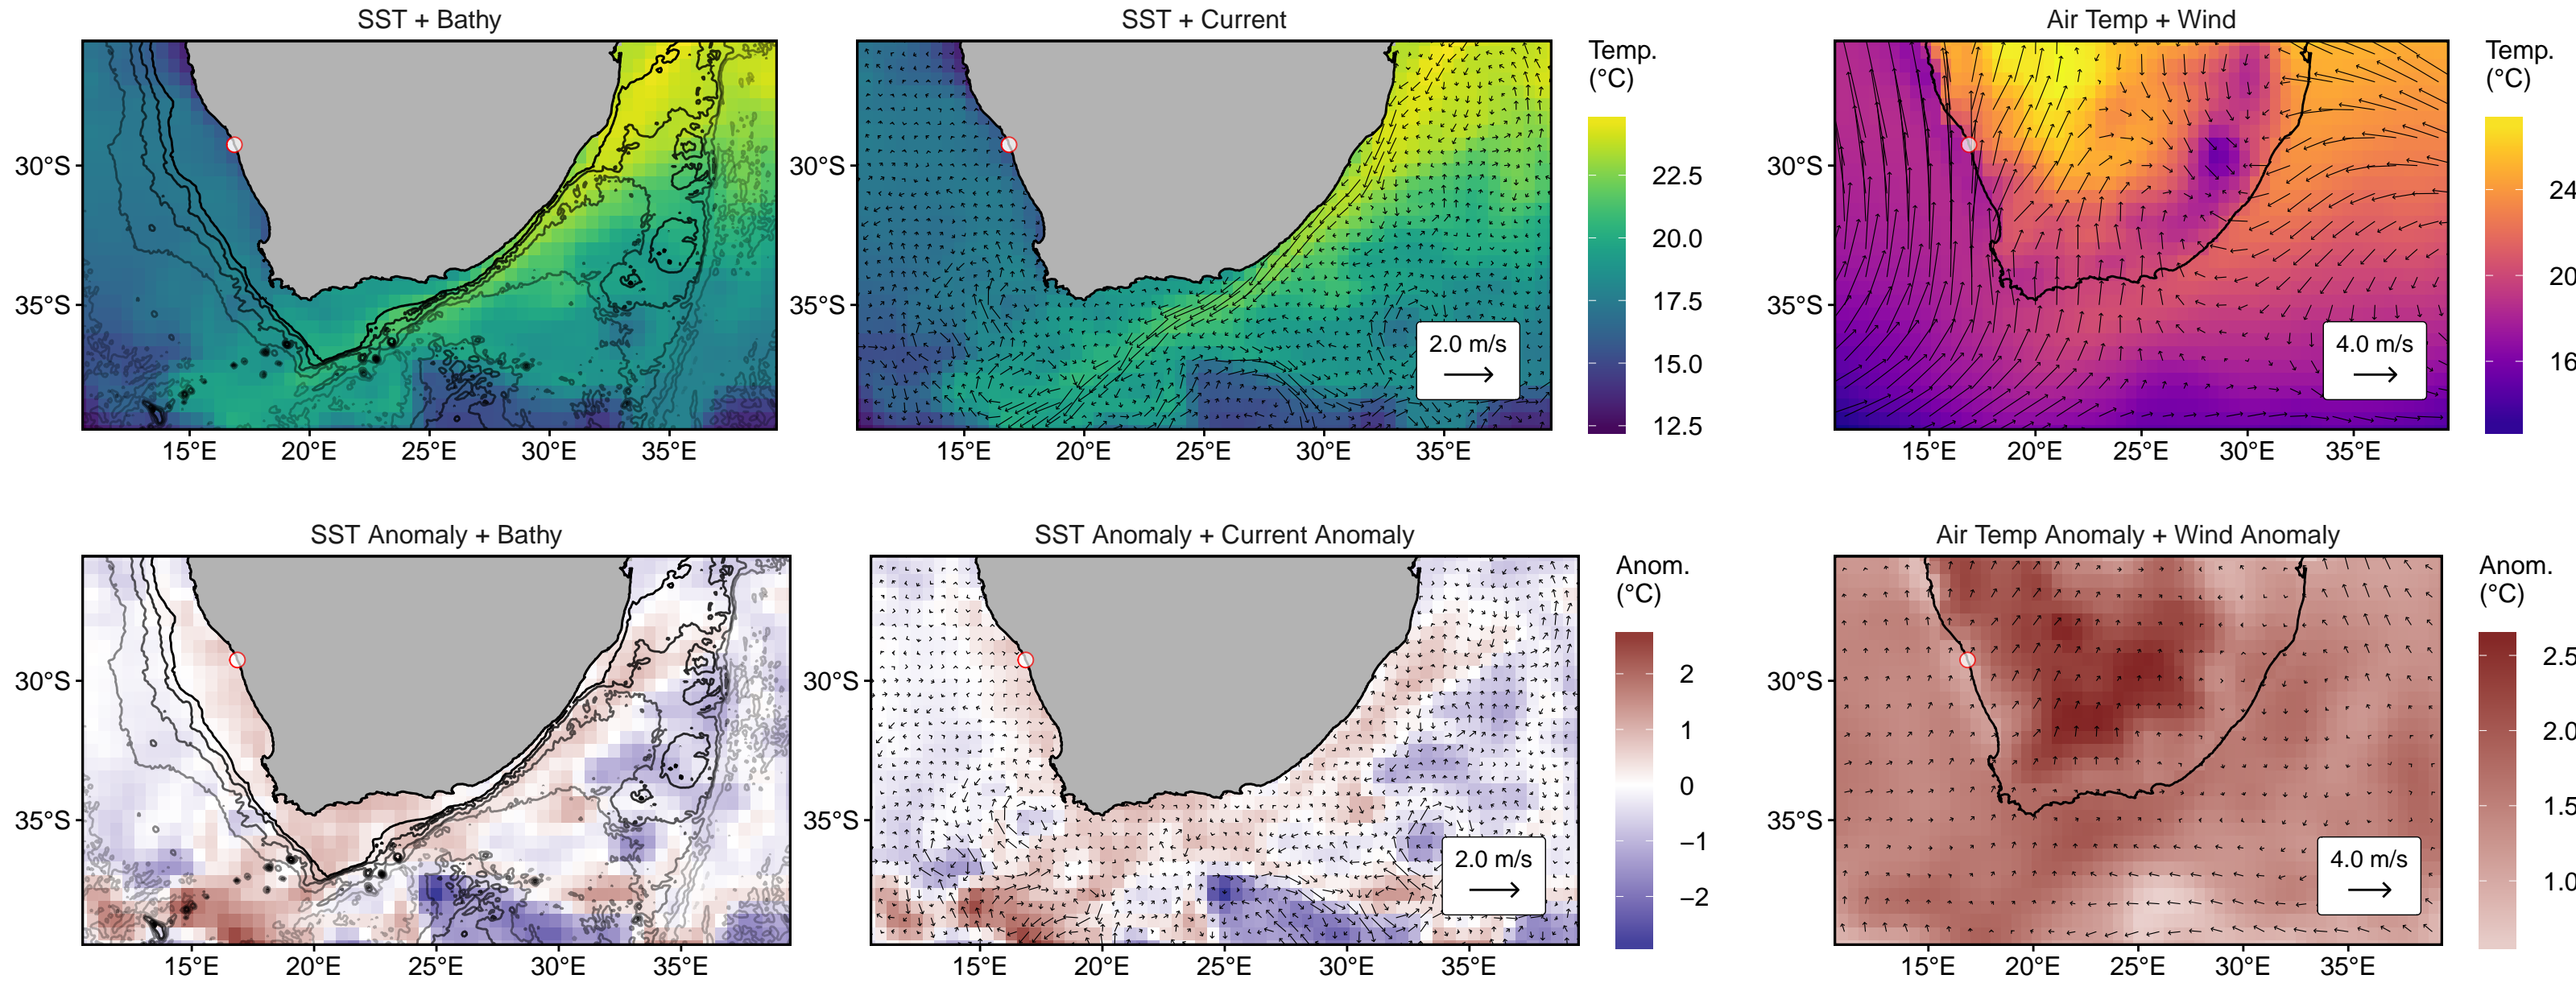 SST + Bathy
SST + Current
Air Temp + Wind
30°S
35°S
15°E
20°E
25°E
30°E
35°E
30°S
35°S
15°E
20°E
25°E
30°E
35°E
2.0 m/s
Temp.
(°C)
22.5
20.0
17.5
15.0
12.5
30°S
35°S
15°E
20°E
25°E
30°E
35°E
4.0 m/s
Temp.
(°C)
24
20
16
SST Anomaly + Bathy
SST Anomaly + Current Anomaly
Air Temp Anomaly + Wind Anomaly
30°S
35°S
15°E
20°E
25°E
30°E
35°E
30°S
35°S
15°E
20°E
25°E
30°E
35°E
2.0 m/s
Anom.
(°C)
2
1
0
−1
−2
30°S
35°S
15°E
20°E
25°E
30°E
35°E
4.0 m/s
Anom.
(°C)
2.5
2.0
1.5
1.0